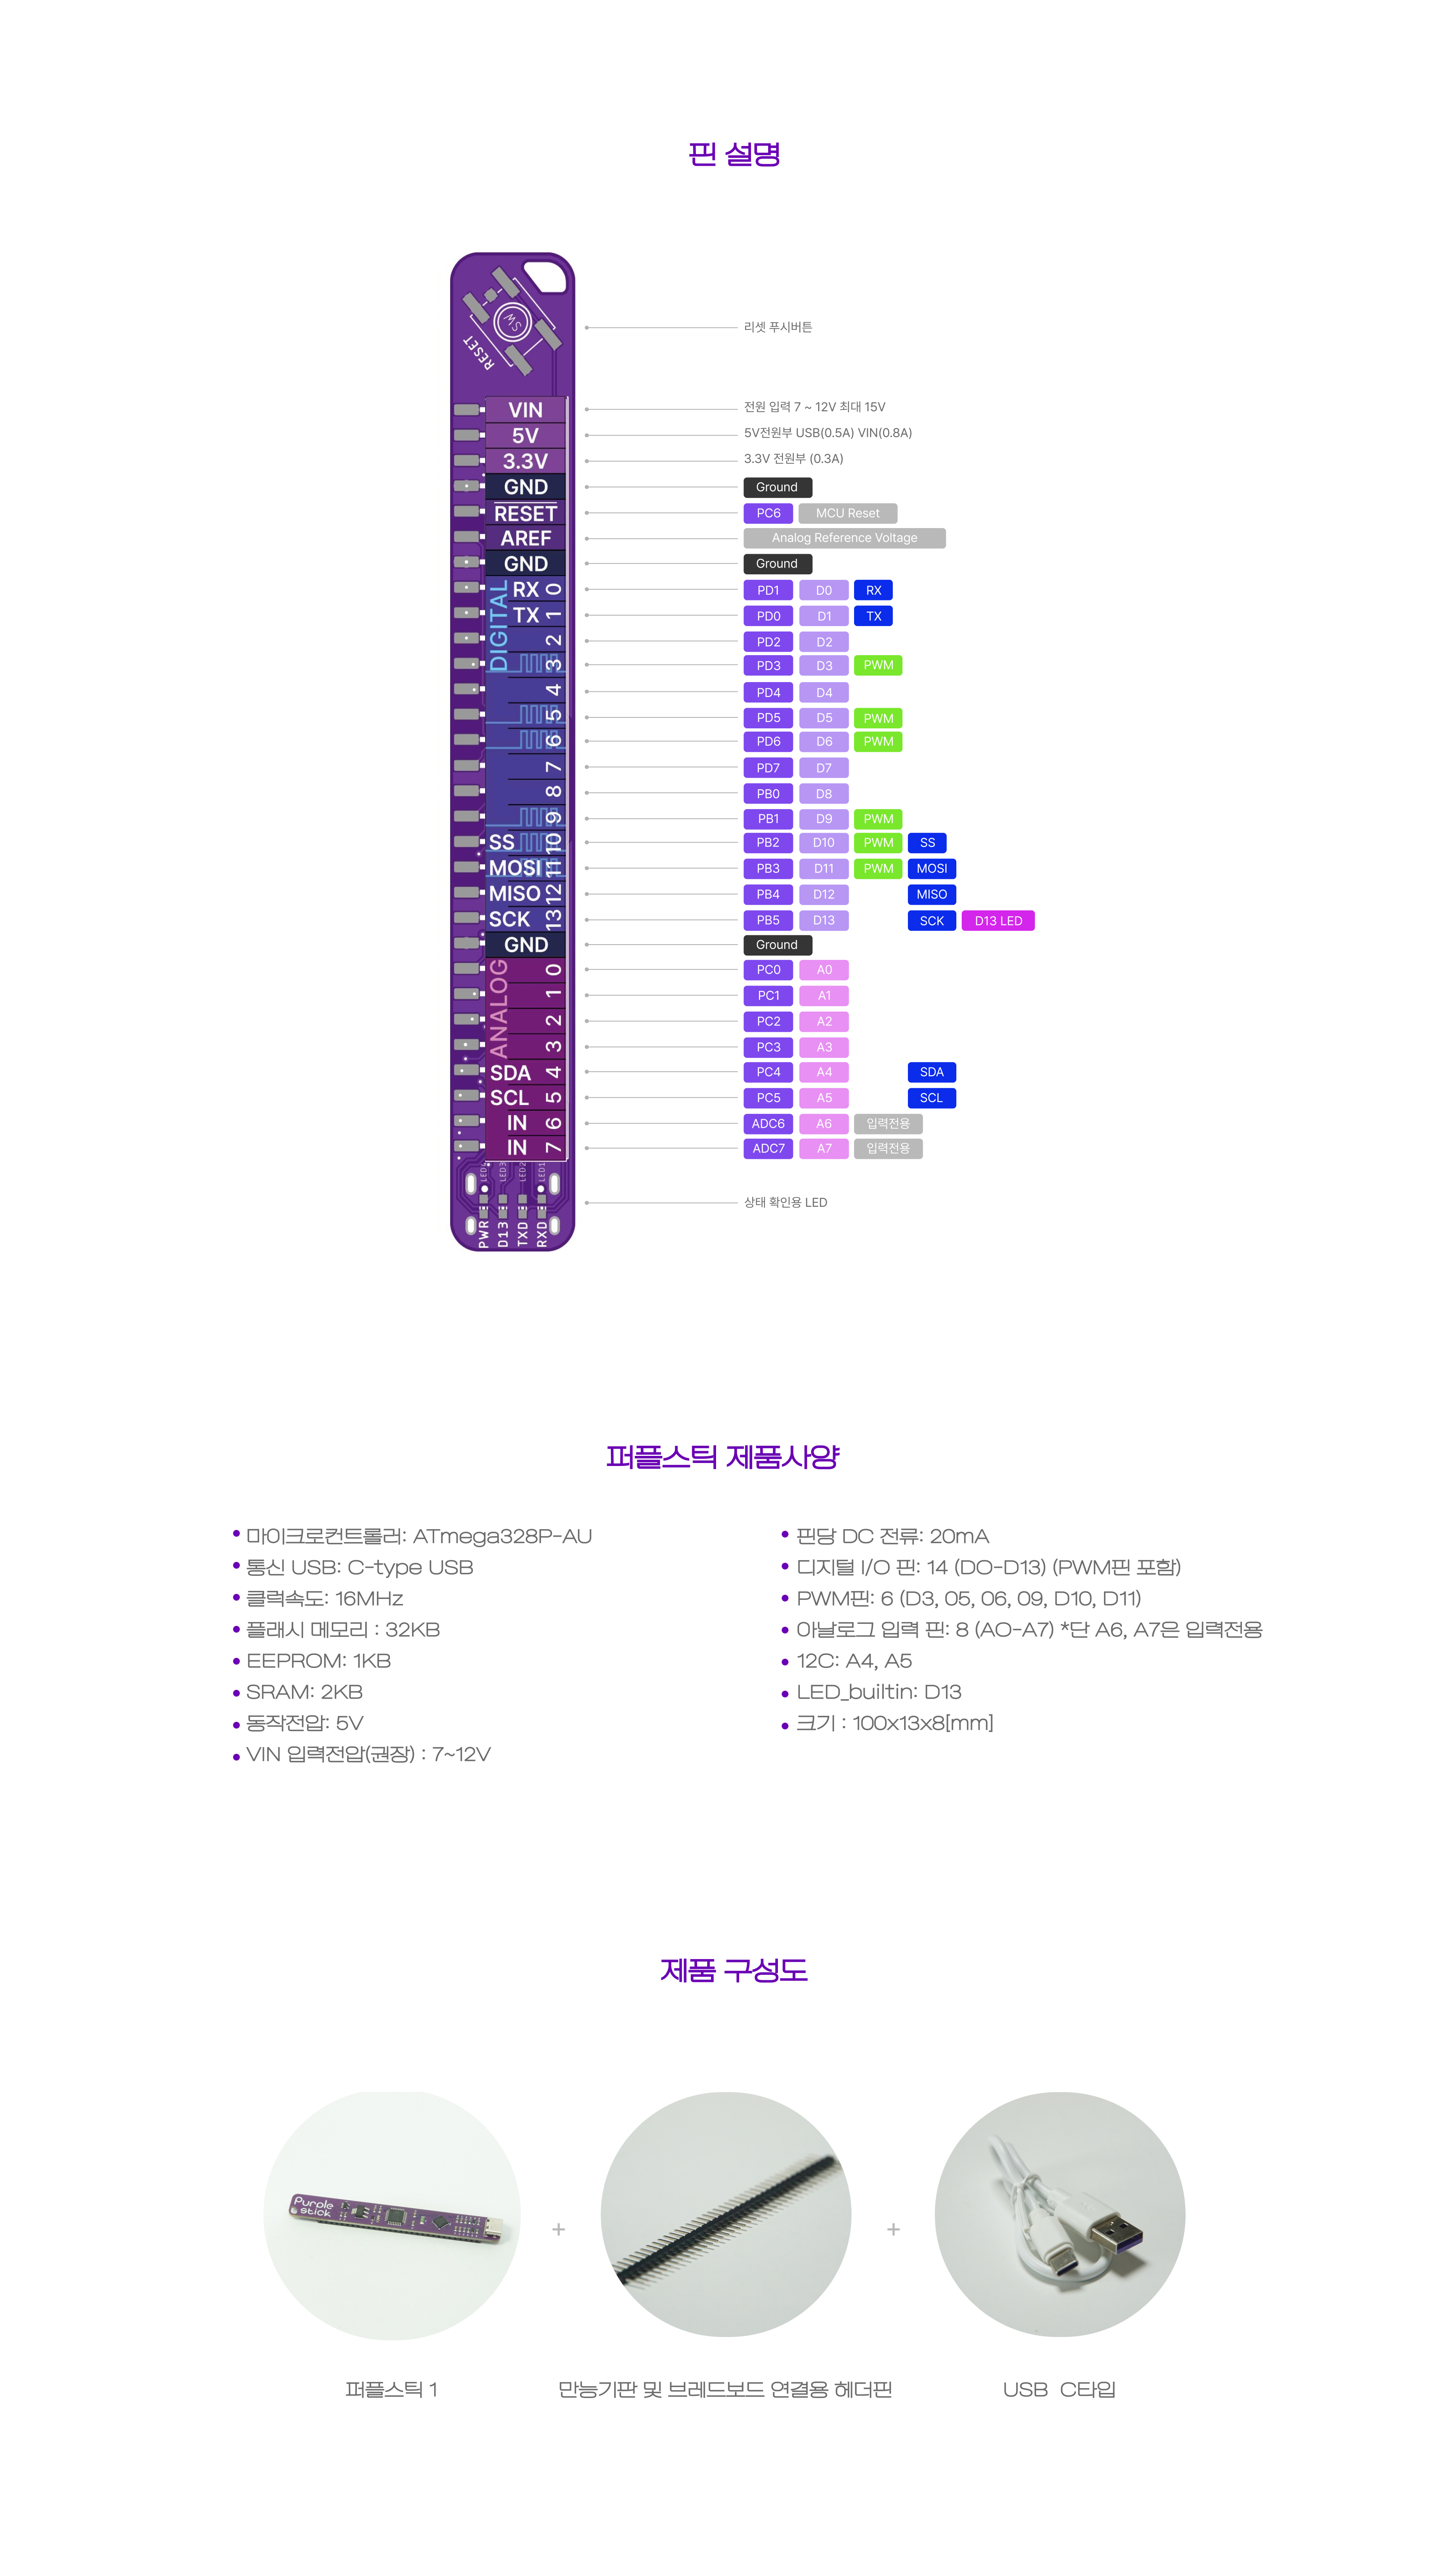 핀 설명
SW
RESET
리셋 푸시버튼
VIN
전원 입력 7 ~ 12V 최대 15V
5V
5V전원부 USB(0.5A) VIN(0.8A)
3.3V
3.3V 전원부 (0.3A)
GND
Ground
RESET
PC6 MCU Reset
AREF
Analog Reference Voltage
GND
Ground
DIGITAL
RX 0
PD1 D0 RX
TX 1
PD0 D1 TX
2
PD2 D2
3
PD3 D3 PWM
4
PD4 D4
5
PD5 D5 PWM
6
PD6 D6 PWM
7
PD7 D7
8
PB0 D8
9
PB1 D9 PWM
SS 10
PB2 D10 PWM SS
MOSI 11
PB3 D11 PWM MOSI
MISO 12
PB4 D12 MISO
SCK 13
PB5 D13 SCK D13 LED
GND
Ground
ANALOG
0
PC0 A0
1
PC1 A1
2
PC2 A2
3
PC3 A3
SDA 4
PC4 A4 SDA
SCL 5
PC5 A5 SCL
IN 6
ADC6 A6 입력전용
IN 7
ADC7 A7 입력전용
LED3 LED2 LED1
PWR D13 TXD RXD
상태 확인용 LED
퍼플스틱 제품사양
마이크로컨트롤러: ATmega328P-AU
통신 USB: C-type USB
클럭속도: 16MHz
플래시 메모리 : 32KB
EEPROM: 1KB
SRAM: 2KB
동작전압: 5V
VIN 입력전압(권장) : 7~12V
핀당 DC 전류: 20mA
디지털 I/O 핀: 14 (DO-D13) (PWM핀 포함)
PWM핀: 6 (D3, 05, 06, 09, D10, D11)
아날로그 입력 핀: 8 (AO-A7) *단 A6, A7은 입력전용
12C: A4, A5
LED_builtin: D13
크기 : 100x13x8[mm]
제품 구성도
Purple
stick
+
+
퍼플스틱 1
만능기판 및 브레드보드 연결용 헤더핀
USB C타입